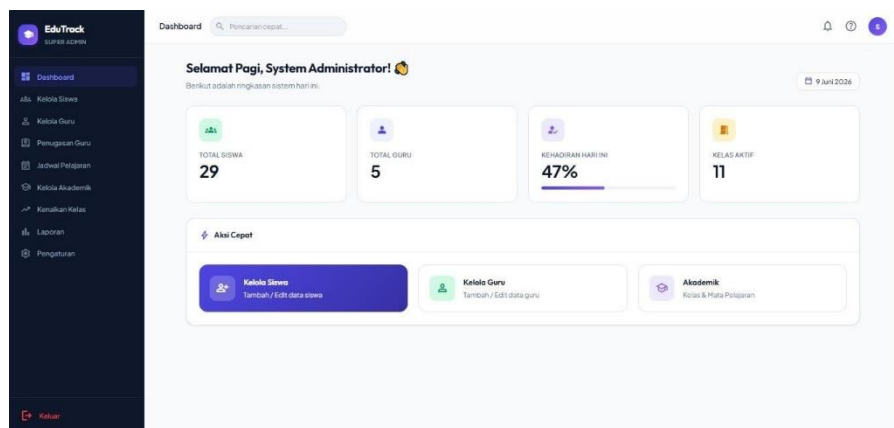 EduTrack
SUPER ADMIN
Dashboard
Kelola Siswa
Kelola Guru
Penugasan Guru
Jadwal Pelajaran
Kelola Akademik
Kenaikan Kelas
Laporan
Pengaturan
Keluar
Dashboard
Pencarian cepat...
S
Selamat Pagi, System Administrator! 👏
Berikut adalah ringkasan sistem hari ini.
9 Juni 2026
TOTAL SISWA
29
TOTAL GURU
5
KEHADIRAN HARI INI
47%
KELAS AKTIF
11
Aksi Cepat
Kelola Siswa
Tambah / Edit data siswa
Kelola Guru
Tambah / Edit data guru
Akademik
Kelas & Mata Pelajaran